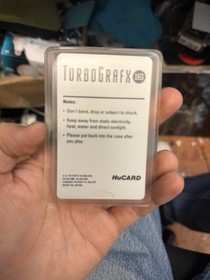 TURBOGRAFX 16
Notes:
• Don't bend, drop or subject to shock.
• Keep away from static electricity,
heat, water and direct sunlight.
• Please put back into the case after
you play.
HuCARD